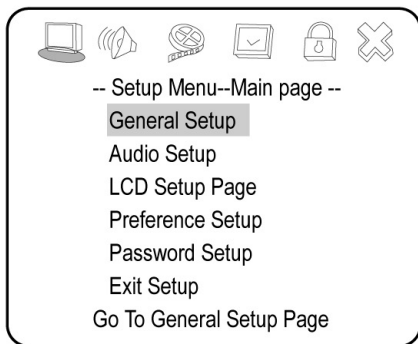 -- Setup Menu--Main page --
General Setup
Audio Setup
LCD Setup Page
Preference Setup
Password Setup
Exit Setup
Go To General Setup Page